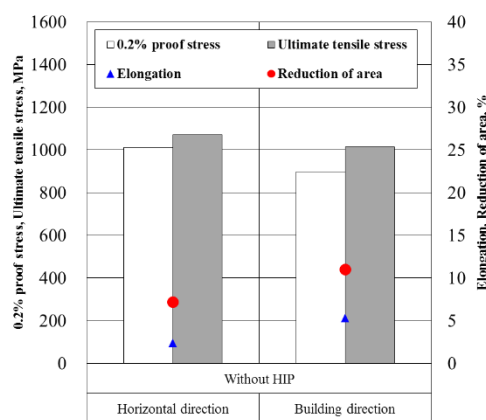 0.2% proof stress, Ultimate tensile stress, MPa
1600
1400
1200
1000
800
600
400
200
0
0.2% proof stress
Ultimate tensile stress
Elongation
Reduction of area
40
35
30
25
20
15
10
5
0
Elongation, Reduction of area, %
Without HIP
Horizontal direction
Building direction